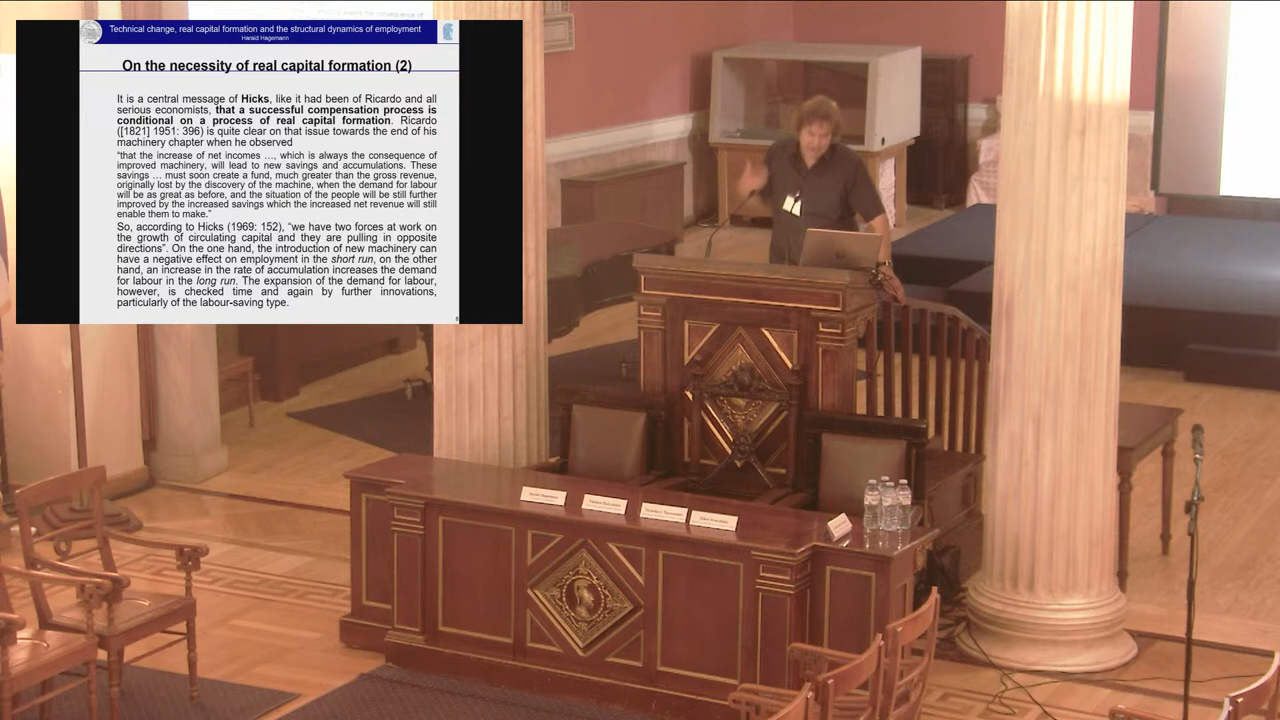 Technical change, real capital formation and the structural dynamics of employment
Harald Hagemann
On the necessity of real capital formation (2)
It is a central message of Hicks, like it had been of Ricardo and all
serious economists, that a successful compensation process is
conditional on a process of real capital formation. Ricardo
([1821] 1951: 396) is quite clear on that issue towards the end of his
machinery chapter when he observed
“that the increase of net incomes …, which is always the consequence of
improved machinery, will lead to new savings and accumulations. These
savings … must soon create a fund, much greater than the gross revenue,
originally lost by the discovery of the machine, when the demand for labour
will be as great as before, and the situation of the people will be still further
improved by the increased savings which the increased net revenue will still
enable them to make.”
So, according to Hicks (1969: 152), “we have two forces at work on
the growth of circulating capital and they are pulling in opposite
directions”. On the one hand, the introduction of new machinery can
have a negative effect on employment in the short run, on the other
hand, an increase in the rate of accumulation increases the demand
for labour in the long run. The expansion of the demand for labour,
however, is checked time and again by further innovations,
particularly of the labour-saving type.
8
Harald Hagemann